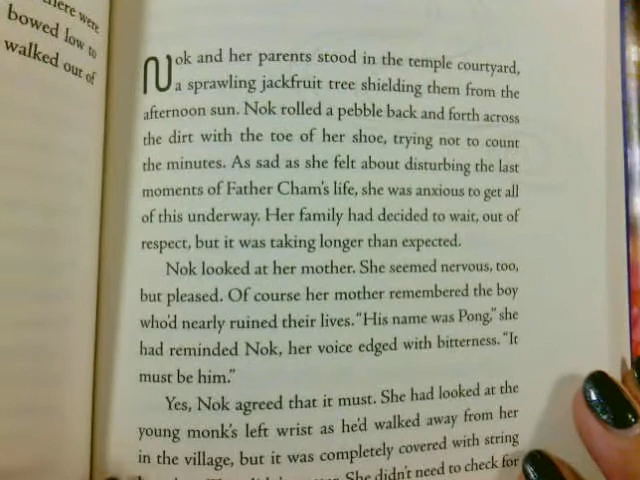 there were
bowed low to
walked out of
Nok and her parents stood in the temple courtyard,
a sprawling jackfruit tree shielding them from the
afternoon sun. Nok rolled a pebble back and forth across
the dirt with the toe of her shoe, trying not to count
the minutes. As sad as she felt about disturbing the last
moments of Father Cham's life, she was anxious to get all
of this underway. Her family had decided to wait, out of
respect, but it was taking longer than expected.
Nok looked at her mother. She seemed nervous, too,
but pleased. Of course her mother remembered the boy
who'd nearly ruined their lives. "His name was Pong," she
had reminded Nok, her voice edged with bitterness. "It
must be him."
Yes, Nok agreed that it must. She had looked at the
young monk's left wrist as he'd walked away from her
in the village, but it was completely covered with string
She didn't need to check for